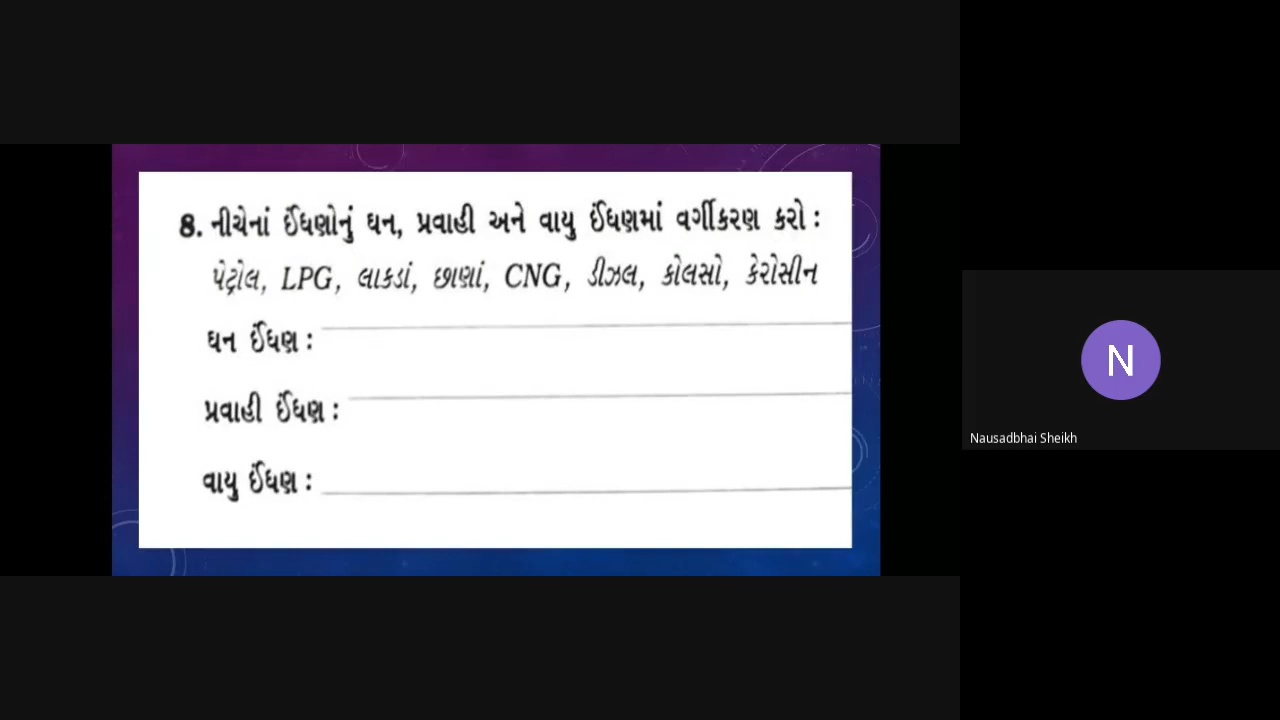 8. નીચેનાં ઈંધણોનું ઘન, પ્રવાહી અને વાયુ ઈંધણમાં વર્ગીકરણ કરો :
પેટ્રોલ, LPG, લાકડાં, છાણાં, CNG, ડીઝલ, કોલસો, કેરોસીન
ઘન ઈંધણ :
પ્રવાહી ઈંધણ :
વાયુ ઈંધણ :
N
Nausadbhai Sheikh